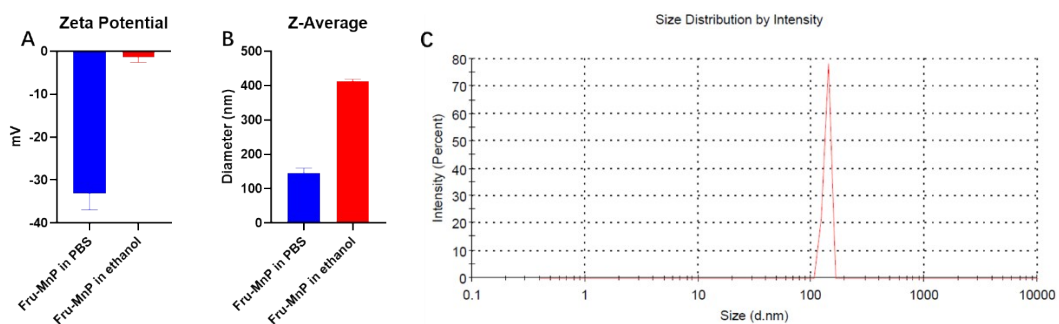 A
Zeta Potential
mV
0
-10
-20
-30
-40
Fru-MnP in PBS
Fru-MnP in ethanol
B
Z-Average
Diameter (nm)
500
400
300
200
100
0
Fru-MnP in PBS
Fru-MnP in ethanol
C
Size Distribution by Intensity
Intensity (Percent)
80
70
60
50
40
30
20
10
0
0.1 1 10 100 1000 10000
Size (d.nm)